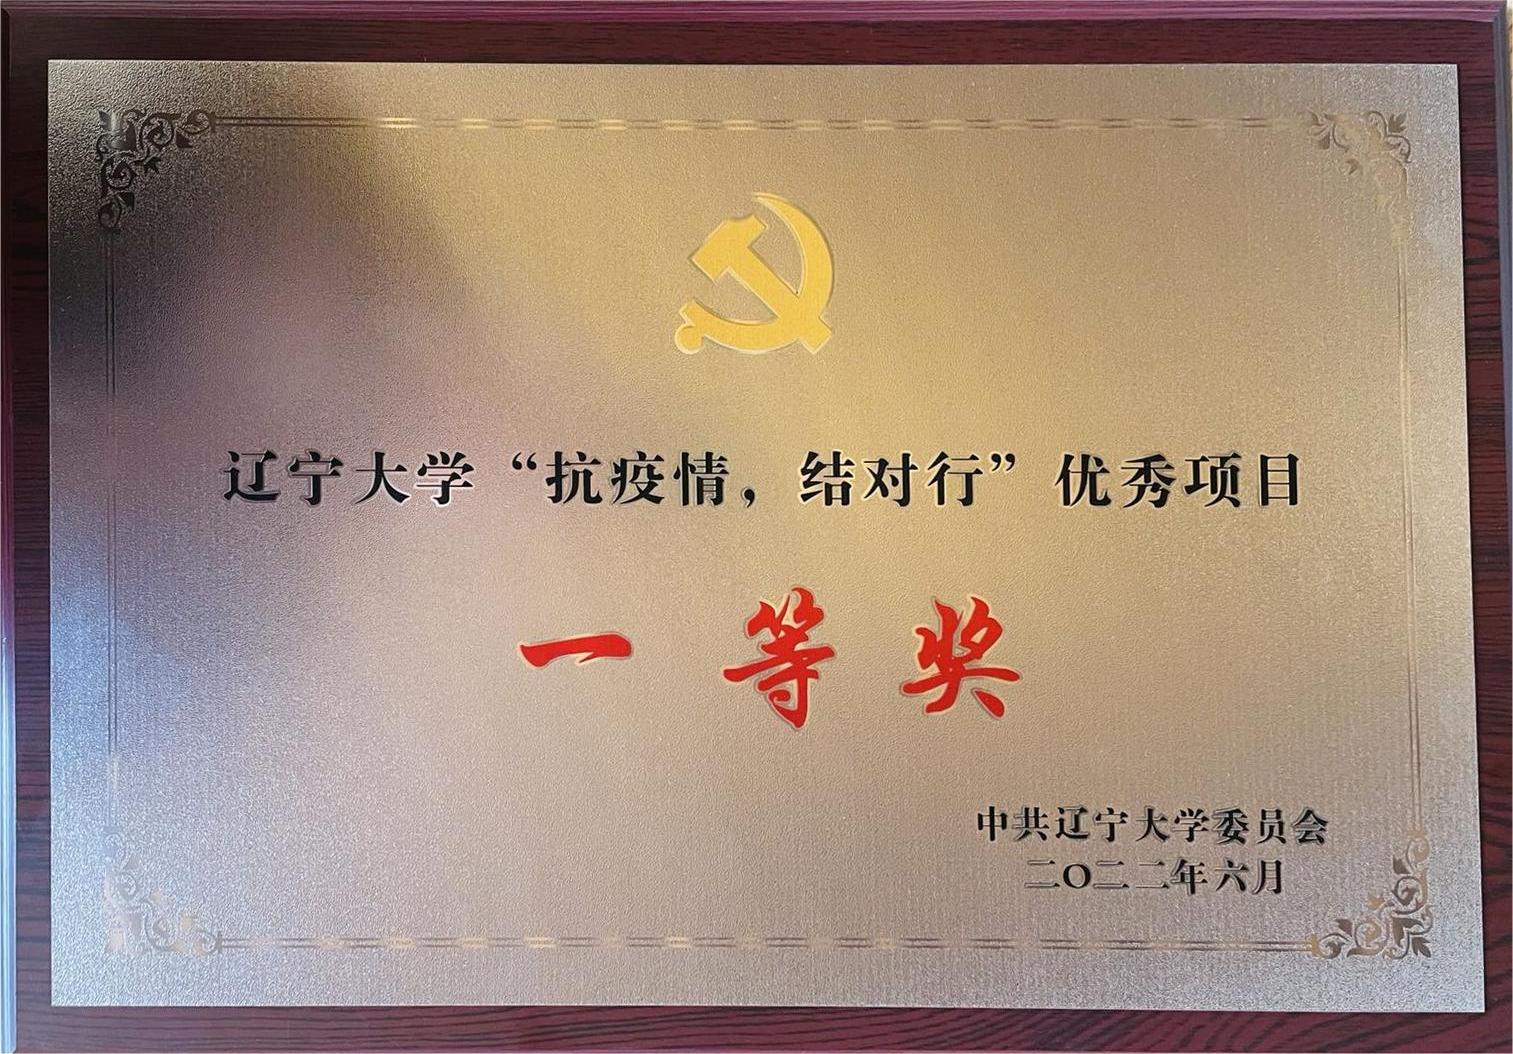 辽宁大学“抗疫情，结对行”优秀项目
一等奖
中共辽宁大学委员会
二〇二二年六月